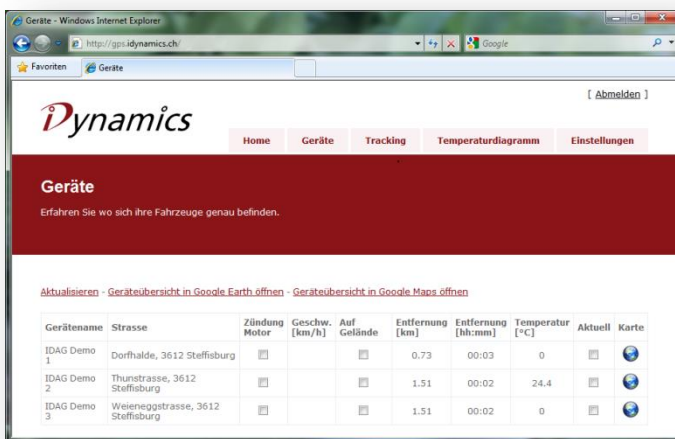 Geräte - Windows Internet Explorer
http://gps.idynamics.ch/
Google
Favoriten
Geräte
[ Abmelden ]
iDynamics
Home Geräte Tracking Temperaturdiagramm Einstellungen
Geräte
Erfahren Sie wo sich ihre Fahrzeuge genau befinden.
Aktualisieren - Geräteübersicht in Google Earth öffnen - Geräteübersicht in Google Maps öffnen
Gerätename Strasse Zündung Motor Geschw. [km/h] Auf Gelände Entfernung [km] Entfernung [hh:mm] Temperatur [°C] Aktuell Karte
IDAG Demo 1 Dorfhalde, 3612 Steffisburg 0.73 00:03 0
IDAG Demo 2 Thunstrasse, 3612 Steffisburg 1.51 00:02 24.4
IDAG Demo 3 Weieneggstrasse, 3612 Steffisburg 1.51 00:02 0